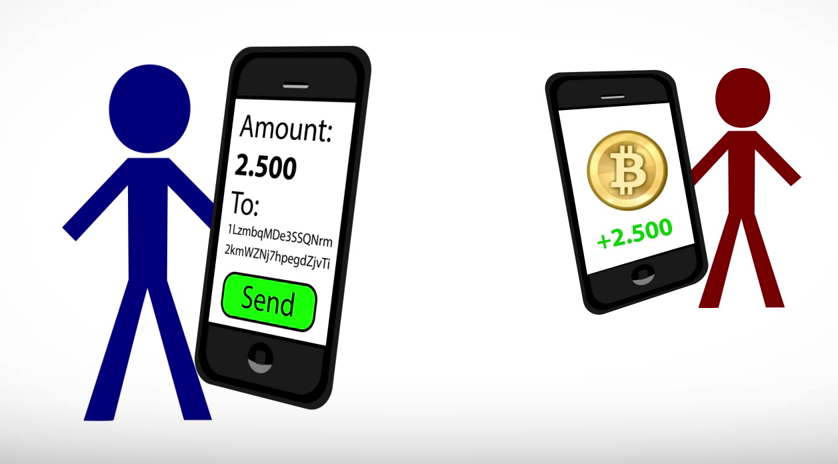 Amount:
2.500
To:
1LzmbqMDe3SSQNrm
2kmWZNj7hpegdZjvTi
Send
₿
+2.500